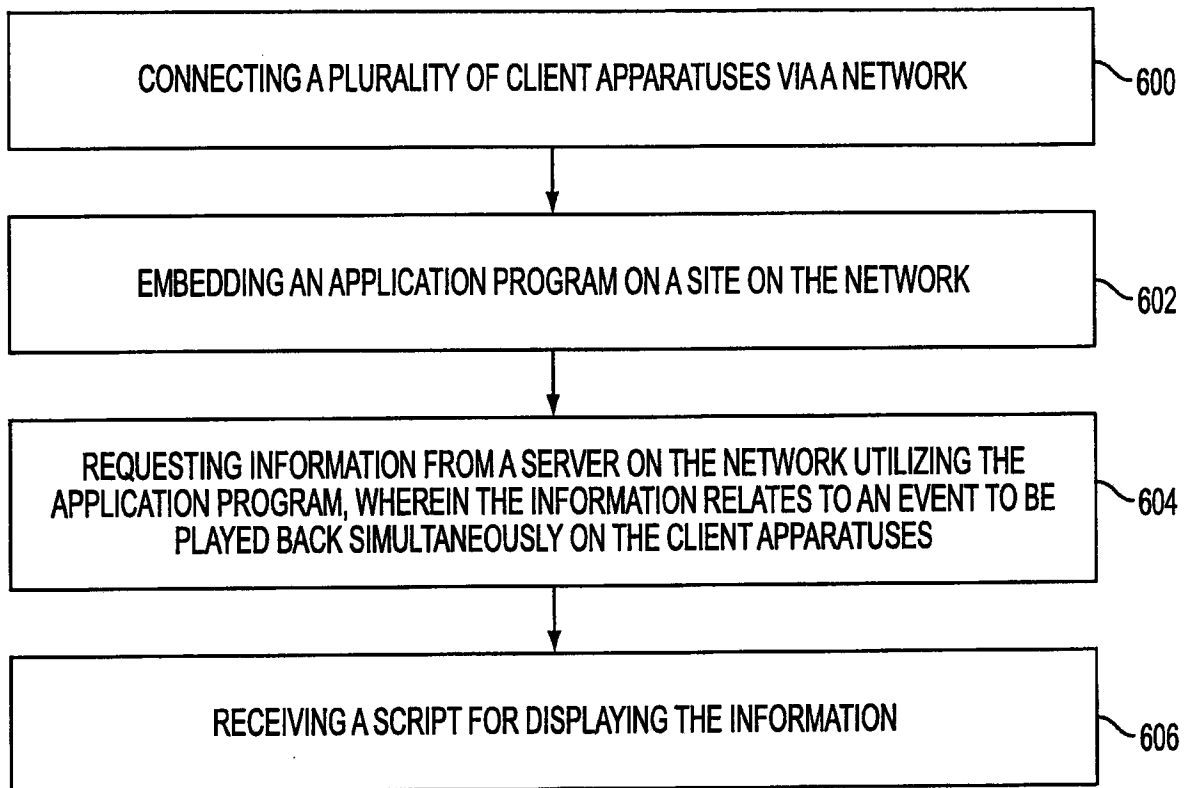 CONNECTING A PLURALITY OF CLIENT APPARATUSES VIA A NETWORK
600
EMBEDDING AN APPLICATION PROGRAM ON A SITE ON THE NETWORK
602
REQUESTING INFORMATION FROM A SERVER ON THE NETWORK UTILIZING THE
APPLICATION PROGRAM, WHEREIN THE INFORMATION RELATES TO AN EVENT TO BE
PLAYED BACK SIMULTANEOUSLY ON THE CLIENT APPARATUSES
604
RECEIVING A SCRIPT FOR DISPLAYING THE INFORMATION
606